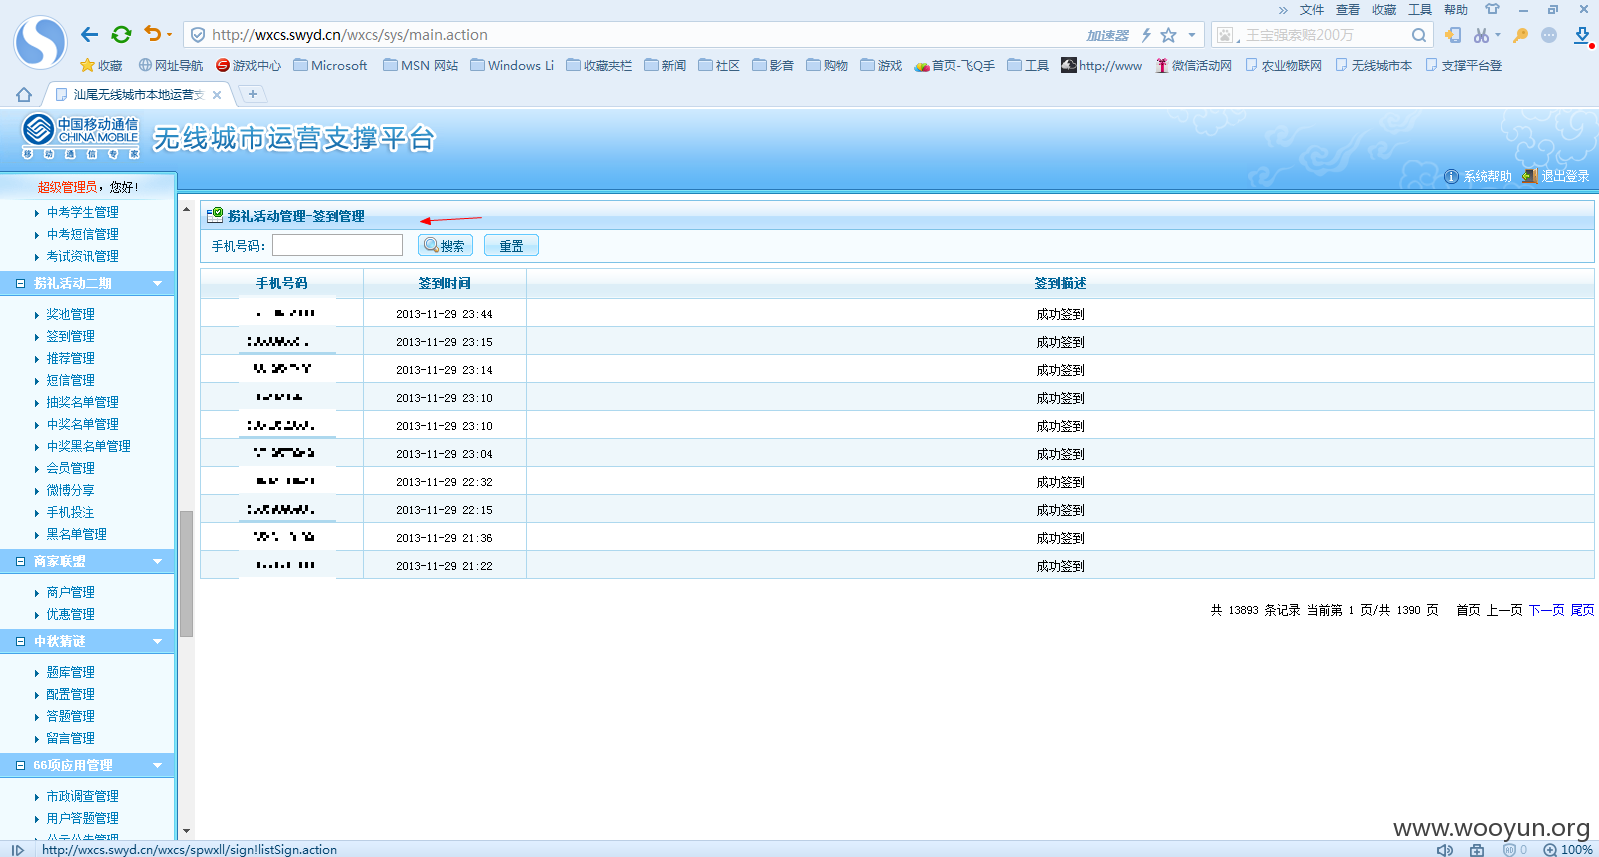 » 文件 查看 收藏 工具 帮助
http://wxcs.swyd.cn/wxcs/sys/main.action 加速器 王宝强索赔200万
收藏 网址导航 游戏中心 Microsoft MSN 网站 Windows Li 收藏夹栏 新闻 社区 影音 购物 游戏 首页-飞Q手 工具 http://www 微信活动网 农业物联网 无线城市本 支撑平台登
汕尾无线城市本地运营支
中国移动通信
CHINA MOBILE
移动通信专家
无线城市运营支撑平台
系统帮助 退出登录
超级管理员，您好!
中考学生管理
中考短信管理
考试资讯管理
捞礼活动二期
奖池管理
签到管理
推荐管理
短信管理
抽奖名单管理
中奖名单管理
中奖黑名单管理
会员管理
微博分享
手机投注
黑名单管理
商家联盟
商户管理
优惠管理
中秋猜谜
题库管理
配置管理
答题管理
留言管理
66项应用管理
市政调查管理
用户答题管理
公示公告管理
捞礼活动管理-签到管理
手机号码: 搜索 重置
手机号码 签到时间 签到描述
2013-11-29 23:44 成功签到
2013-11-29 23:15 成功签到
2013-11-29 23:14 成功签到
2013-11-29 23:10 成功签到
2013-11-29 23:10 成功签到
2013-11-29 23:04 成功签到
2013-11-29 22:32 成功签到
2013-11-29 22:15 成功签到
2013-11-29 21:36 成功签到
2013-11-29 21:22 成功签到
共 13893 条记录 当前第 1 页/共 1390 页 首页 上一页 下一页 尾页
www.wooyun.org
http://wxcs.swyd.cn/wxcs/spwxll/sign!listSign.action 0 100%